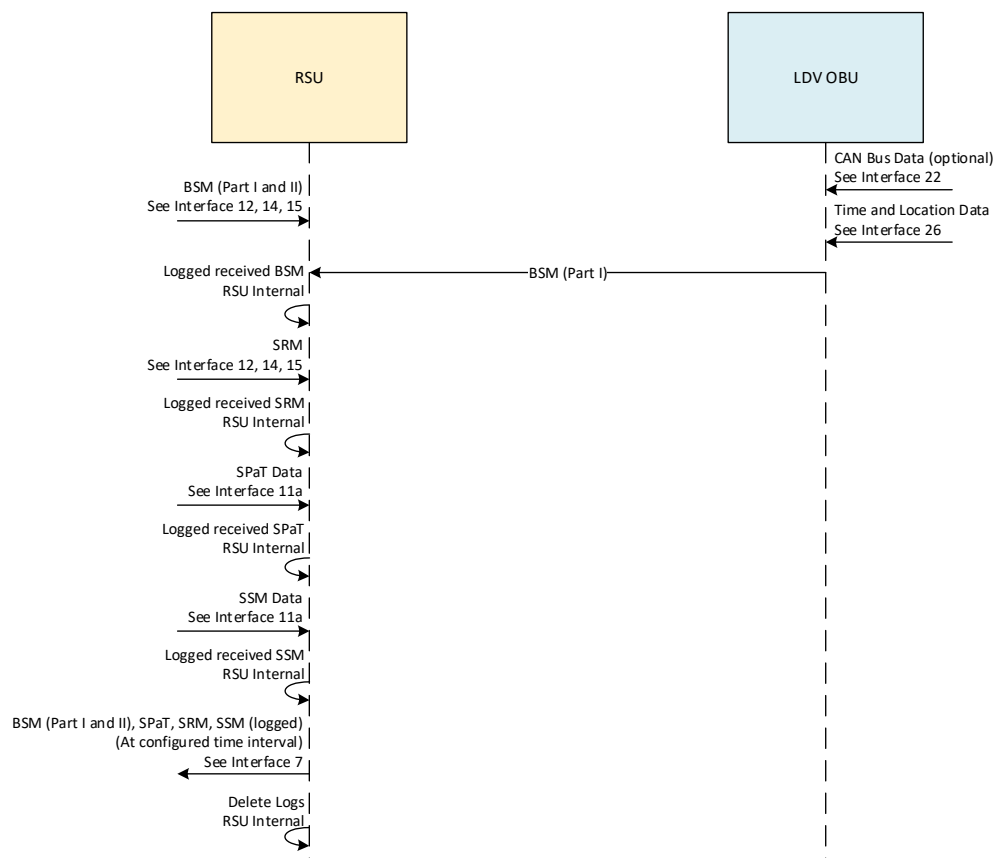 RSU
LDV OBU
CAN Bus Data (optional)
See Interface 22
BSM (Part I and II)
See Interface 12, 14, 15
Time and Location Data
See Interface 26
Logged received BSM
RSU Internal
BSM (Part I)
SRM
See Interface 12, 14, 15
Logged received SRM
RSU Internal
SPaT Data
See Interface 11a
Logged received SPaT
RSU Internal
SSM Data
See Interface 11a
Logged received SSM
RSU Internal
BSM (Part I and II), SPaT, SRM, SSM (logged)
(At configured time interval)
See Interface 7
Delete Logs
RSU Internal